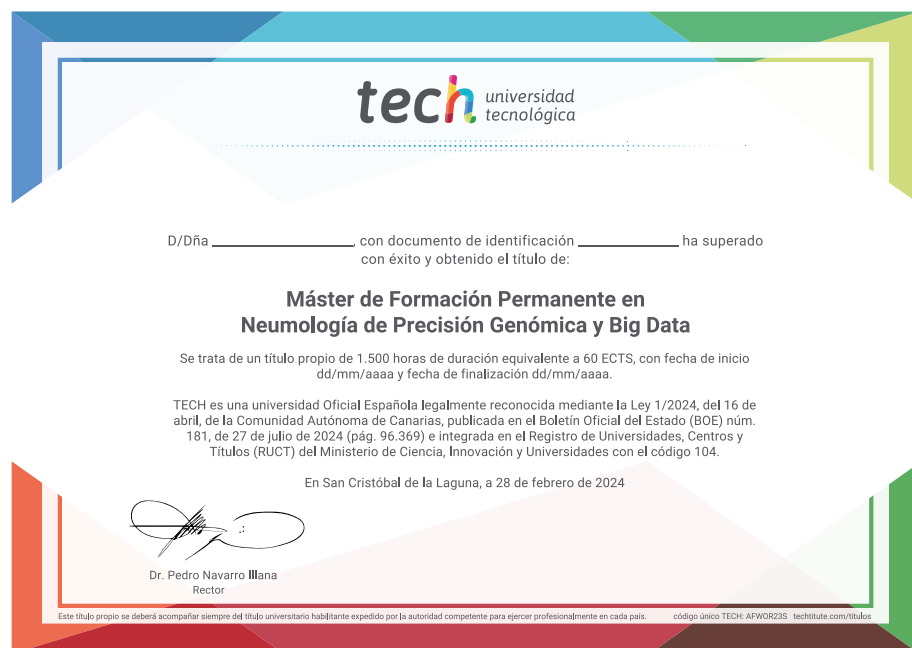 tech universidad
tecnológica
D/Dña ____________________, con documento de identificación ______________ ha superado
con éxito y obtenido el título de:
Máster de Formación Permanente en
Neumología de Precisión Genómica y Big Data
Se trata de un título propio de 1.500 horas de duración equivalente a 60 ECTS, con fecha de inicio
dd/mm/aaaa y fecha de finalización dd/mm/aaaa.
TECH es una universidad Oficial Española legalmente reconocida mediante la Ley 1/2024, del 16 de
abril, de la Comunidad Autónoma de Canarias, publicada en el Boletín Oficial del Estado (BOE) núm.
181, de 27 de julio de 2024 (pág. 96.369) e integrada en el Registro de Universidades, Centros y
Títulos (RUCT) del Ministerio de Ciencia, Innovación y Universidades con el código 104.
En San Cristóbal de la Laguna, a 28 de febrero de 2024
Dr. Pedro Navarro Illana
Rector
Este título propio se deberá acompañar siempre del título universitario habilitante expedido por la autoridad competente para ejercer profesionalmente en cada país. código único TECH: AFWOR23S techtitute.com/titulos